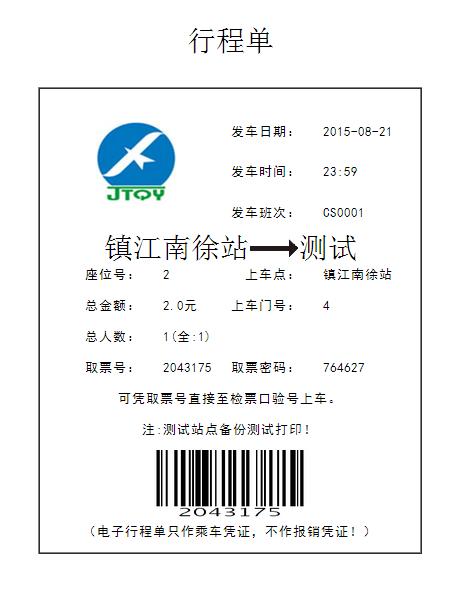 行程单
发车日期： 2015-08-21
发车时间： 23:59
JTQY
发车班次： CS0001
镇江南徐站→测试
座位号： 2 上车点： 镇江南徐站
总金额： 2.0元 上车门号： 4
总人数： 1(全:1)
取票号： 2043175 取票密码： 764627
可凭取票号直接至检票口验号上车。
注:测试站点备份测试打印！
2043175
（电子行程单只作乘车凭证，不作报销凭证！）